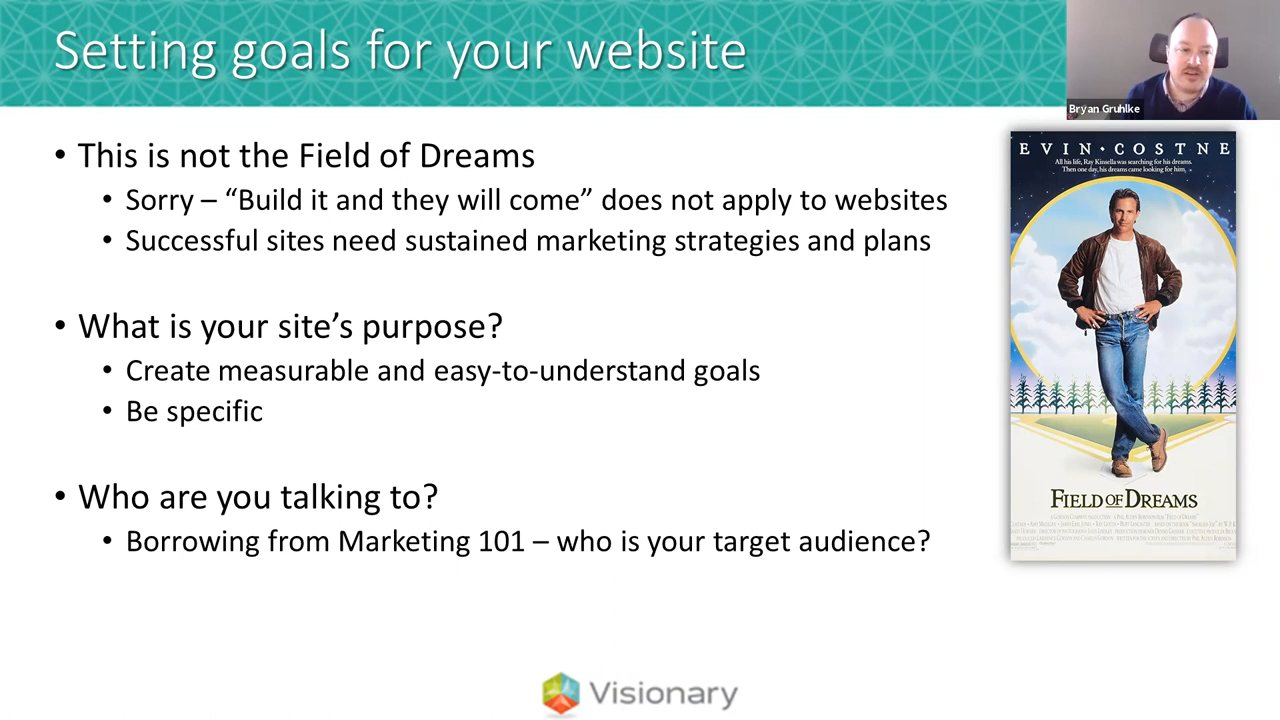 Setting goals for your website
Bryan Gruhlke
• This is not the Field of Dreams
• Sorry – “Build it and they will come” does not apply to websites
• Successful sites need sustained marketing strategies and plans
• What is your site’s purpose?
• Create measurable and easy-to-understand goals
• Be specific
• Who are you talking to?
• Borrowing from Marketing 101 – who is your target audience?
EVIN · COSTNE
All his life, Ray Kinsella was searching for his dreams.
Then one day, his dreams came looking for him.
FIELD OF DREAMS
Visionary